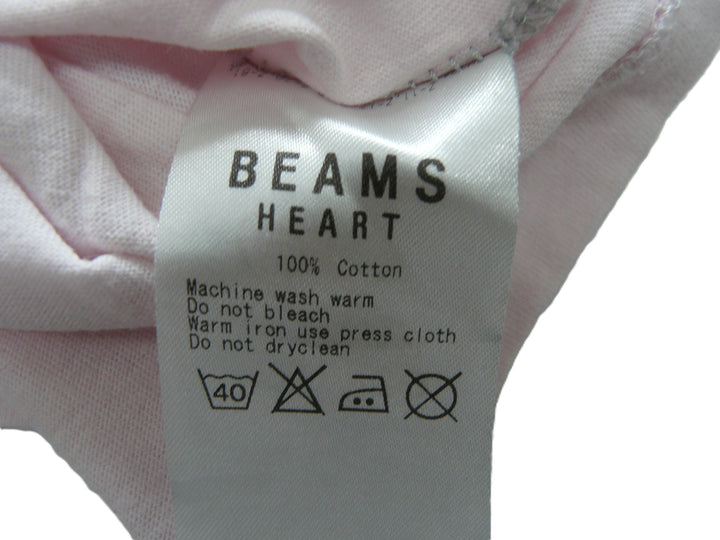 BEAMS
HEART
100% Cotton
Machine wash warm
Do not bleach
Warm iron use press cloth
Do not dryclean
40